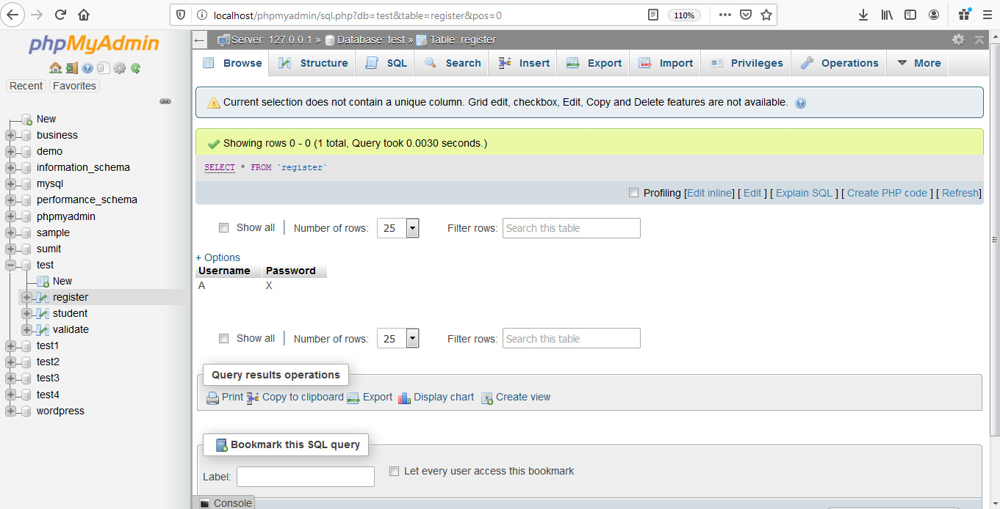 localhost/phpmyadmin/sql.php?db=test&table=register&pos=0 110%
phpMyAdmin
Recent Favorites
New
business
demo
information_schema
mysql
performance_schema
phpmyadmin
sample
sumit
test
New
register
student
validate
test1
test2
test3
test4
wordpress
Server: 127.0.0.1 » Database: test » Table: register
Browse Structure SQL Search Insert Export Import Privileges Operations More
Current selection does not contain a unique column. Grid edit, checkbox, Edit, Copy and Delete features are not available.
Showing rows 0 - 0 (1 total, Query took 0.0030 seconds.)
SELECT * FROM `register`
Profiling [Edit inline] [ Edit ] [ Explain SQL ] [ Create PHP code ] [ Refresh]
Show all Number of rows: 25 Filter rows: Search this table
+ Options
Username Password
A X
Show all Number of rows: 25 Filter rows: Search this table
Query results operations
Print Copy to clipboard Export Display chart Create view
Bookmark this SQL query
Label: Let every user access this bookmark
Console